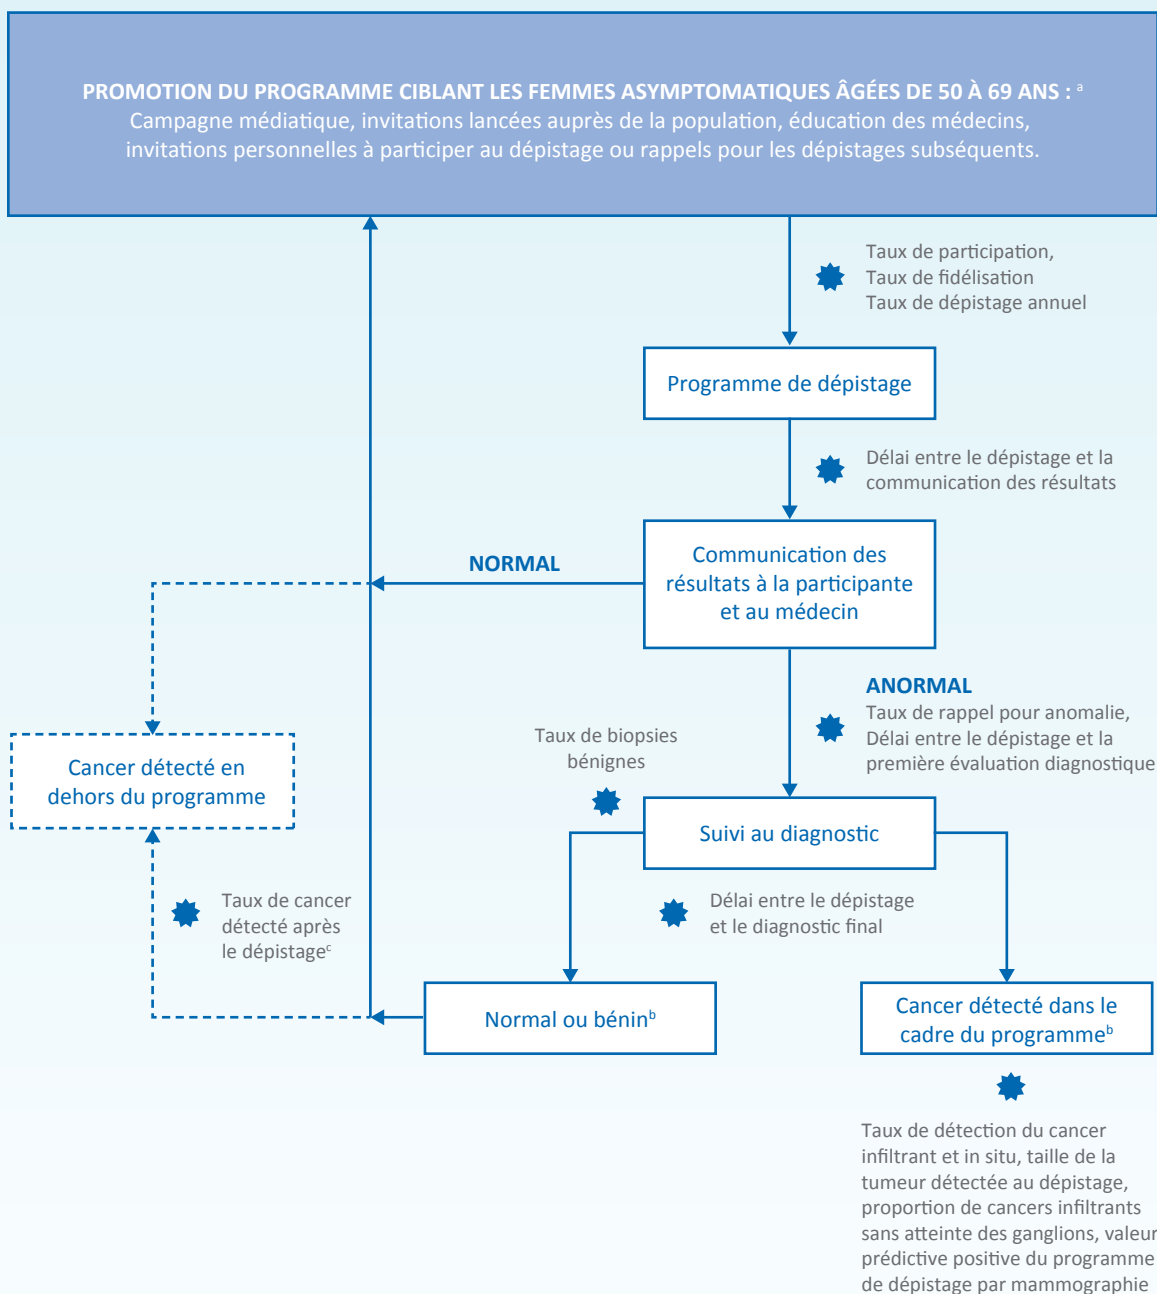 PROMOTION DU PROGRAMME CIBLANT LES FEMMES ASYMPTOMATIQUES ÂGÉES DE 50 À 69 ANS : a
Campagne médiatique, invitations lancées auprès de la population, éducation des médecins,
invitations personnelles à participer au dépistage ou rappels pour les dépistages subséquents.
Taux de participation,
Taux de fidélisation
Taux de dépistage annuel
Programme de dépistage
Délai entre le dépistage et la
communication des résultats
Communication des
résultats à la participante
et au médecin
NORMAL
ANORMAL
Taux de rappel pour anomalie,
Délai entre le dépistage et la
première évaluation diagnostique
Taux de biopsies
bénignes
Cancer détecté en
dehors du programme
Suivi au diagnostic
Taux de cancer
détecté après
le dépistagec
Délai entre le dépistage
et le diagnostic final
Normal ou béninb
Cancer détecté dans le
cadre du programmeb
Taux de détection du cancer
infiltrant et in situ, taille de la
tumeur détectée au dépistage,
proportion de cancers infiltrants
sans atteinte des ganglions, valeur
prédictive positive du programme
de dépistage par mammographie